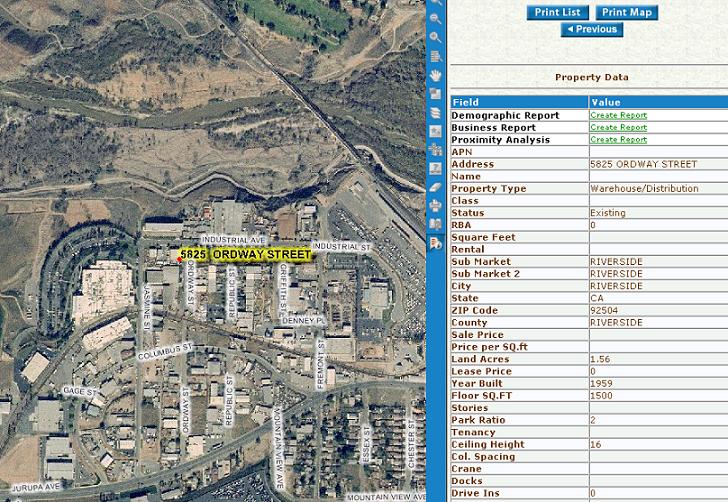 Print List Print Map
Previous
Property Data
Field Value
Demographic Report Create Report
Business Report Create Report
Proximity Analysis Create Report
APN
Address 5825 ORDWAY STREET
Name
Property Type Warehouse/Distribution
Class
Status Existing
RBA 0
Square Feet
Rental
Sub Market RIVERSIDE
Sub Market 2 RIVERSIDE
City RIVERSIDE
State CA
ZIP Code 92504
County RIVERSIDE
Sale Price
Price per SQ.ft
Land Acres 1.56
Lease Price 0
Year Built 1959
Floor SQ.FT 1500
Stories
Park Ratio 2
Tenancy
Ceiling Height 16
Col. Spacing
Crane
Docks
Drive Ins 0
INDUSTRIAL AVE
INDUSTRIAL ST
5825 ORDWAY STREET
JASMINE ST
ORDWAY ST
REPUBLIC ST
GRIFFITH ST
DENNEY PL
COLUMBUS ST
FREMONT ST
GAGE ST
ORDWAY ST
REPUBLIC ST
MOUNTAIN VIEW AVE
ESSEX ST
CHESTER ST
JURUPA AVE
MOUNTAIN VIEW AVE